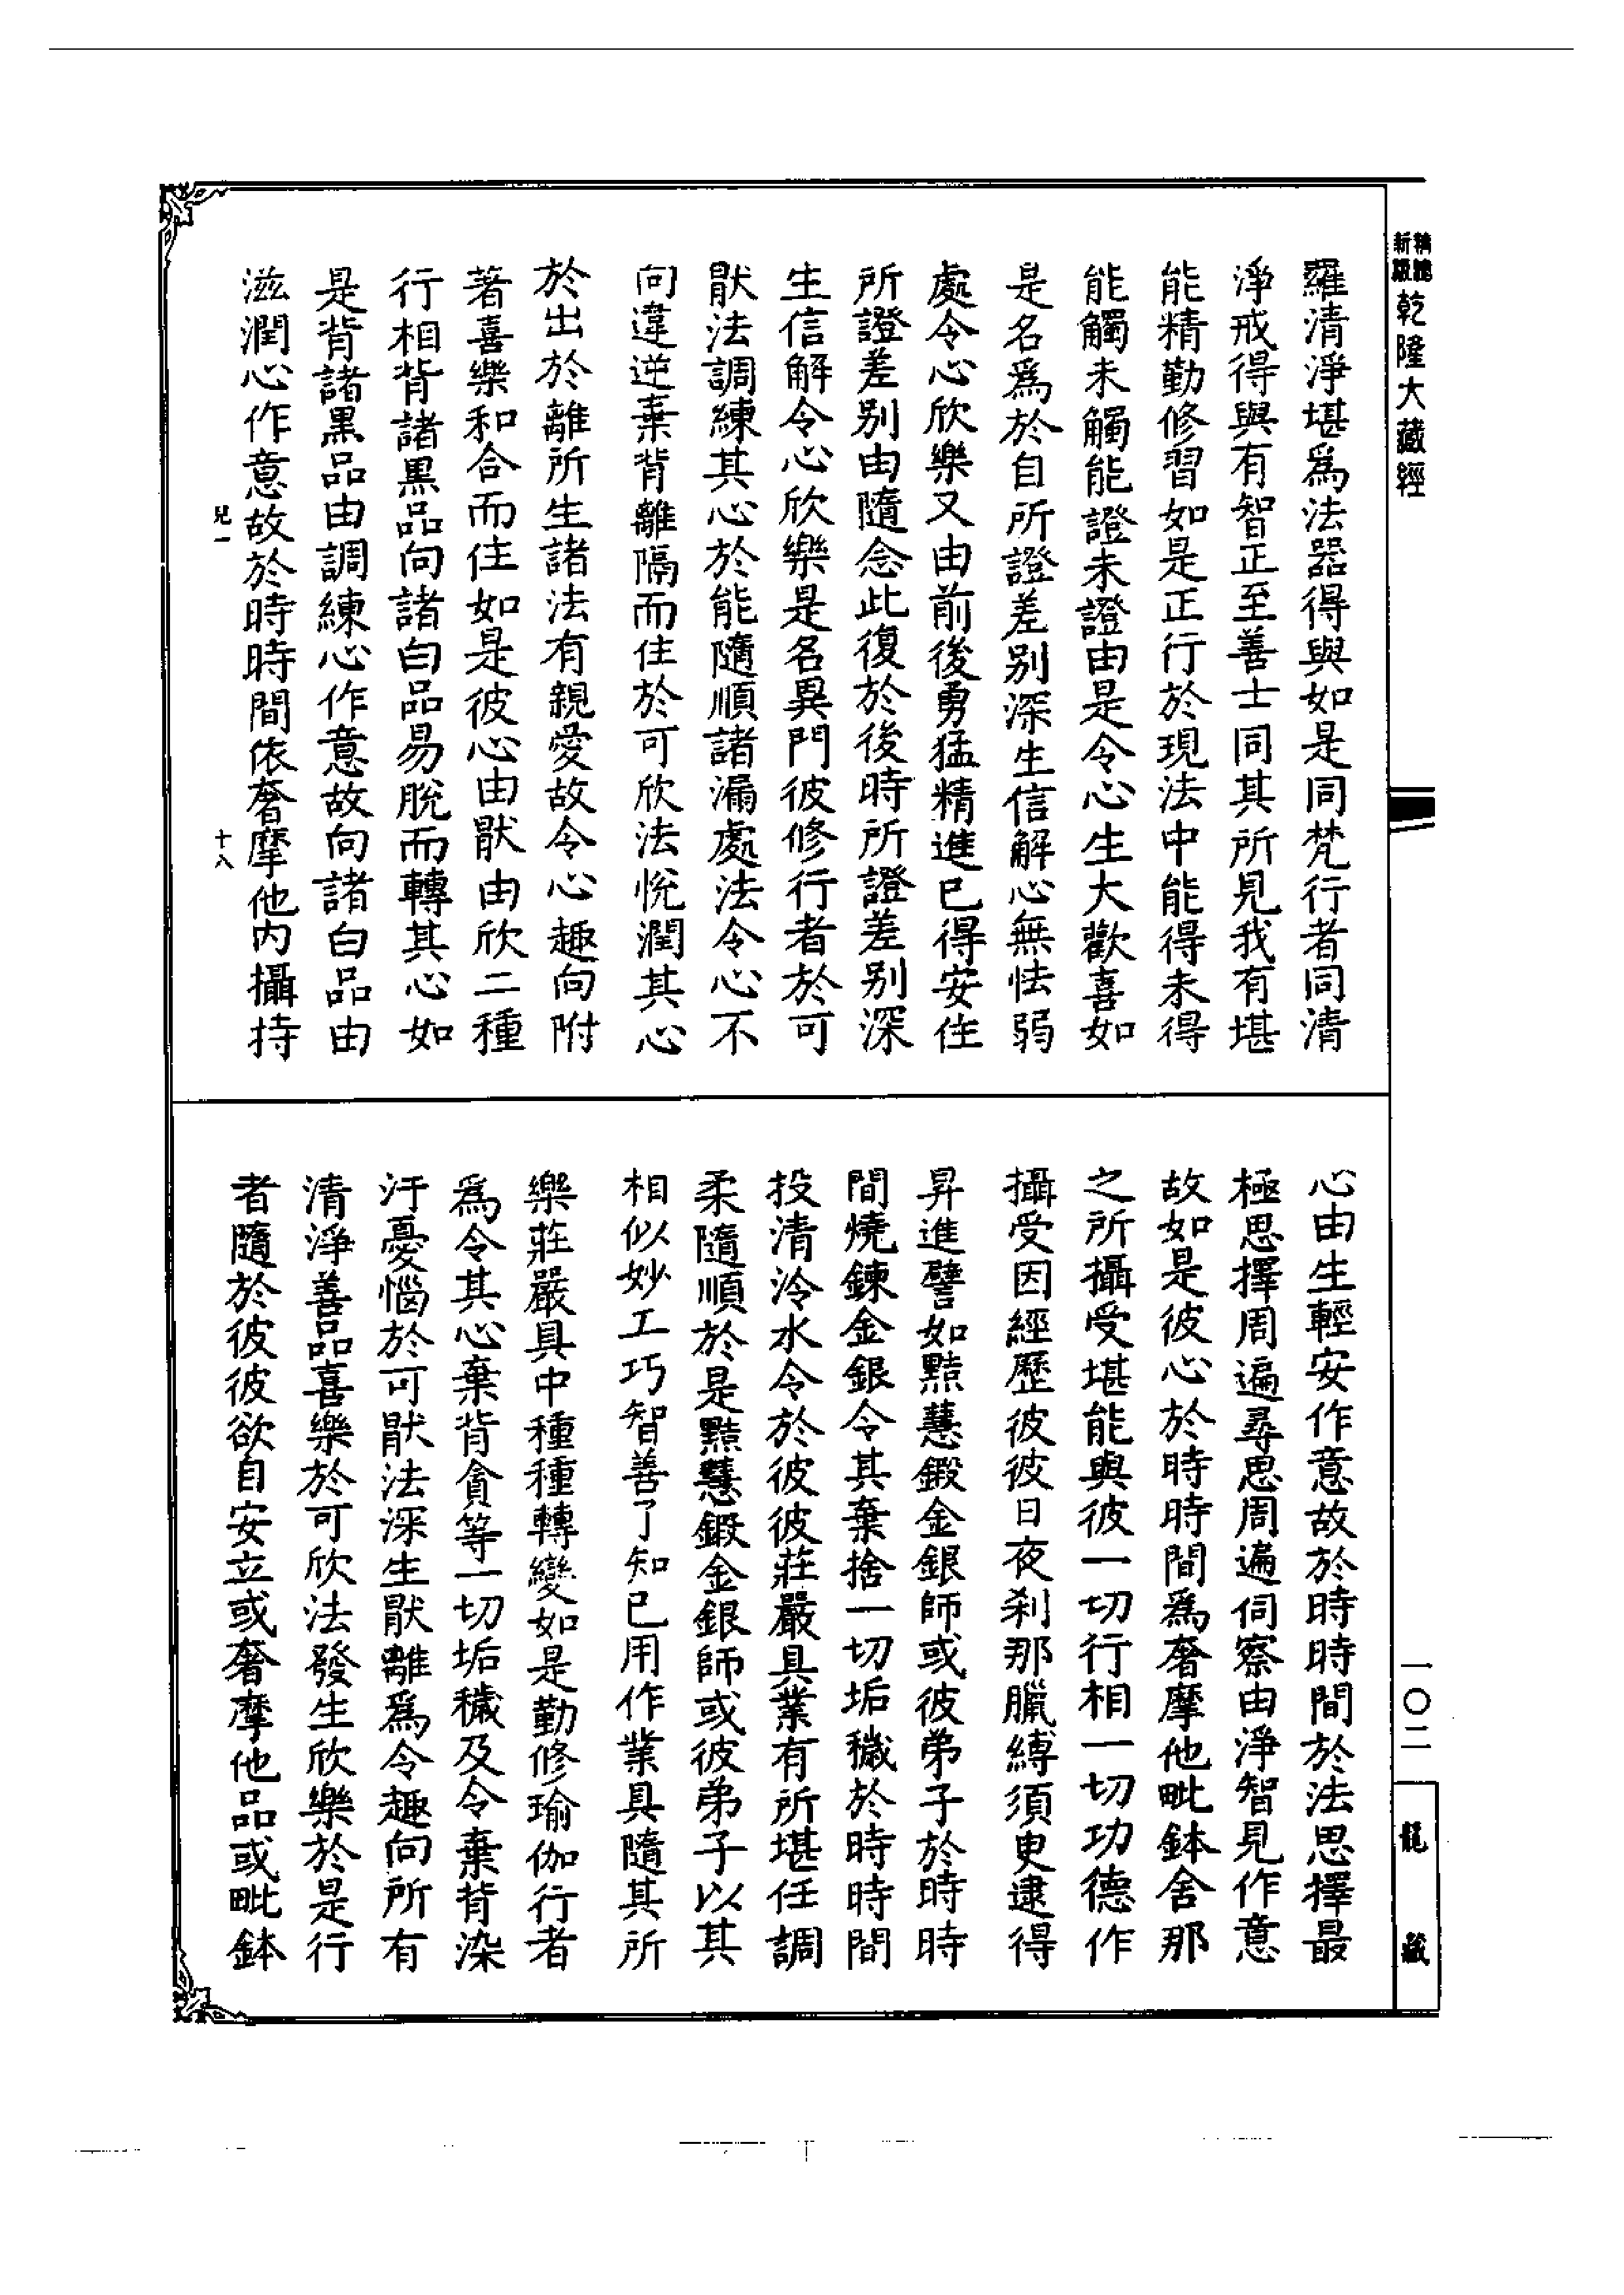 新版精縮乾隆大藏經
羅清淨堪爲法器得與如是同梵行者同清
淨戒得與有智正至善士同其所見我有堪
能精勤修習如是正行於現法中能得未得
能觸未觸能證未證由是令心生大歡喜如
是名爲於自所證差別深生信解心無怯弱
處令心欣樂又由前後勇猛精進已得安住
所證差別由隨念此復於後時所證差別深
生信解令心欣樂是名異門彼修行者於可
猒法調練其心於能隨順諸漏處法令心不
向違逆棄背離隔而住於可欣法悅潤其心
於出於離所生諸法有親愛故令心趣向附
著喜樂和合而住如是彼心由猒由欣二種
行相背諸黑品向諸白品易脫而轉其心如
是背諸黑品由調練心作意故向諸白品由
滋潤心作意故於時時間依奢摩他內攝持
皃一 十八
心由生輕安作意故於時時間於法思擇最
極思擇周遍尋思周遍伺察由淨智見作意
故如是彼心於時時間爲奢摩他毗鉢舍那
之所攝受堪能與彼一切行相一切功德作
攝受因經歷彼彼日夜剎那臘縛須臾逮得
昇進譬如黠慧鍛金銀師或彼弟子於時時
間燒鍊金銀令其棄捨一切垢穢於時時間
投清泠水令於彼彼莊嚴具業有所堪任調
柔隨順於是黠慧鍛金銀師或彼弟子以其
相似妙工巧智善了知已用作業具隨其所
樂莊嚴具中種種轉變如是勤修瑜伽行者
爲令其心棄背貪等一切垢穢及令棄背染
汙憂惱於可猒法深生猒離爲令趣向所有
清淨善品喜樂於可欣法發生欣樂於是行
者隨於彼彼欲自安立或奢摩他品或毗鉢
一〇二
龍藏